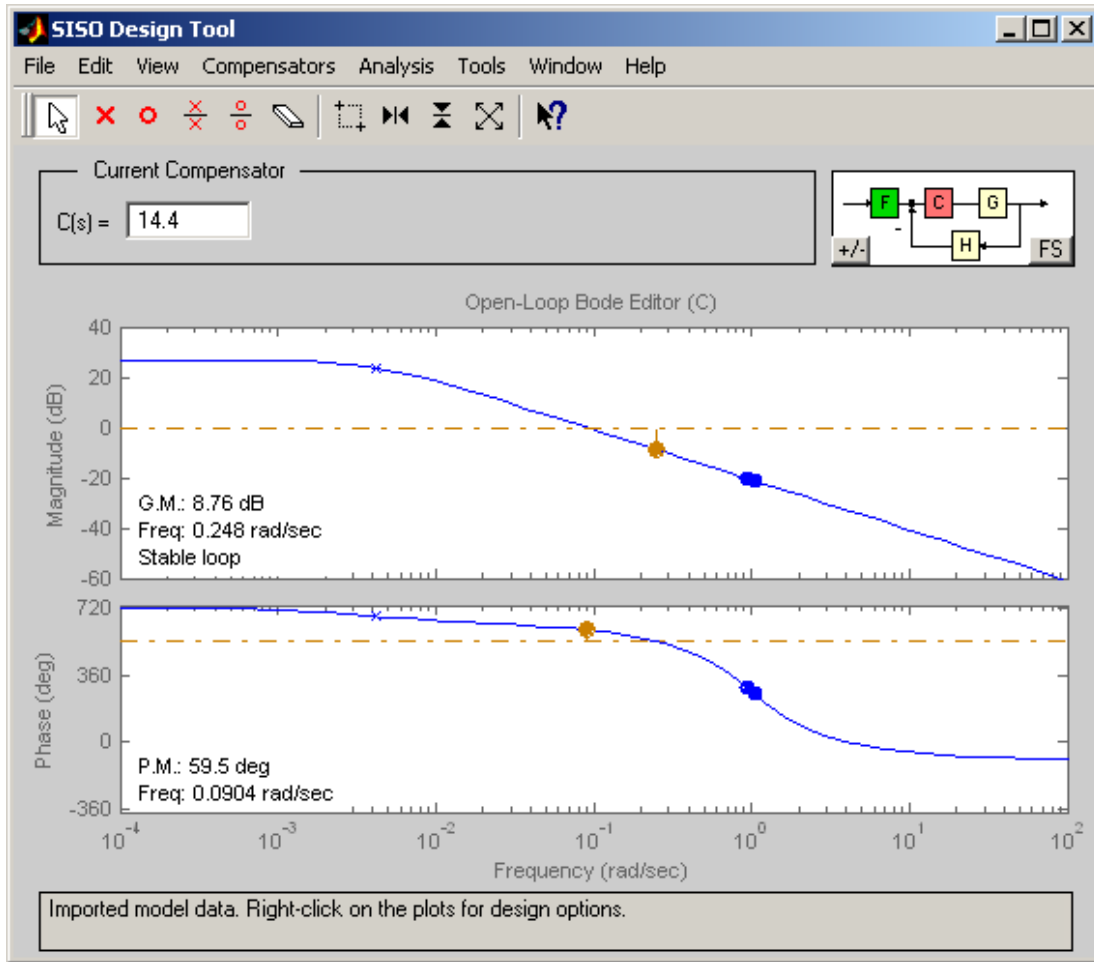 SISO Design Tool
File Edit View Compensators Analysis Tools Window Help
Current Compensator
C(s) = 14.4
F C G
-
H
+/- FS
Open-Loop Bode Editor (C)
Magnitude (dB)
40
20
0
-20
-40
-60
G.M.: 8.76 dB
Freq: 0.248 rad/sec
Stable loop
Phase (deg)
720
360
0
-360
P.M.: 59.5 deg
Freq: 0.0904 rad/sec
10^-4 10^-3 10^-2 10^-1 10^0 10^1 10^2
Frequency (rad/sec)
Imported model data. Right-click on the plots for design options.